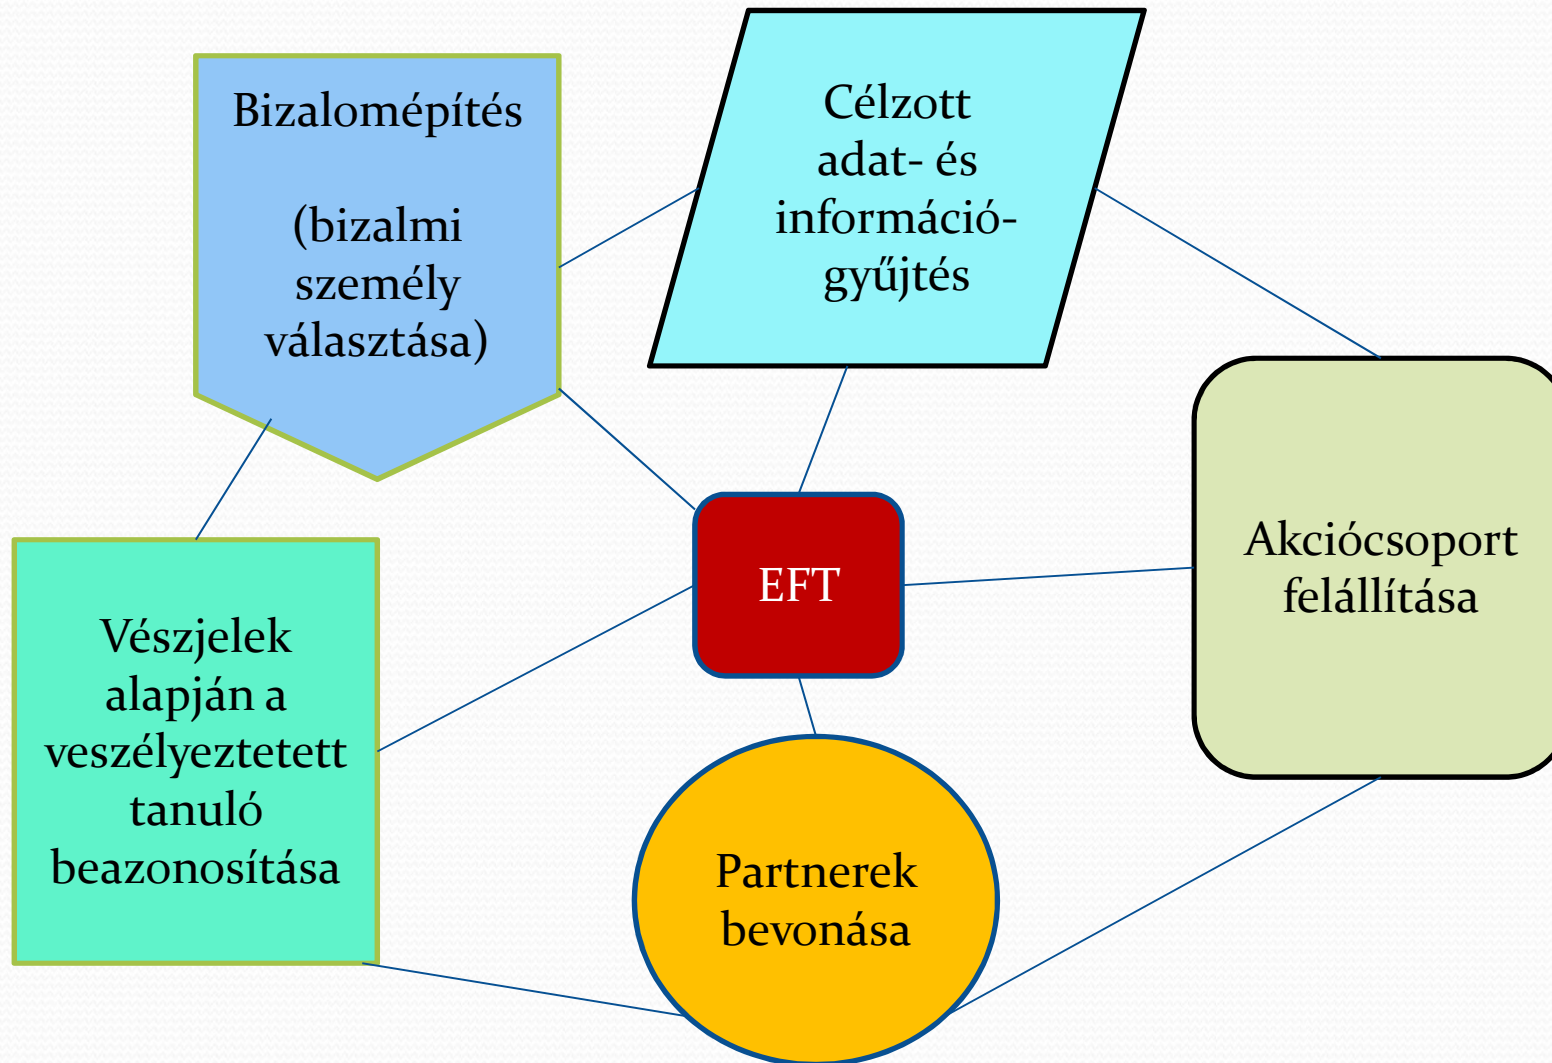 Bizalomépítés
(bizalmi
személy
választása)
Célzott
adat- és
információ-
gyűjtés
EFT
Akciócsoport
felállítása
Vészjelek
alapján a
veszélyeztetett
tanuló
beazonosítása
Partnerek
bevonása